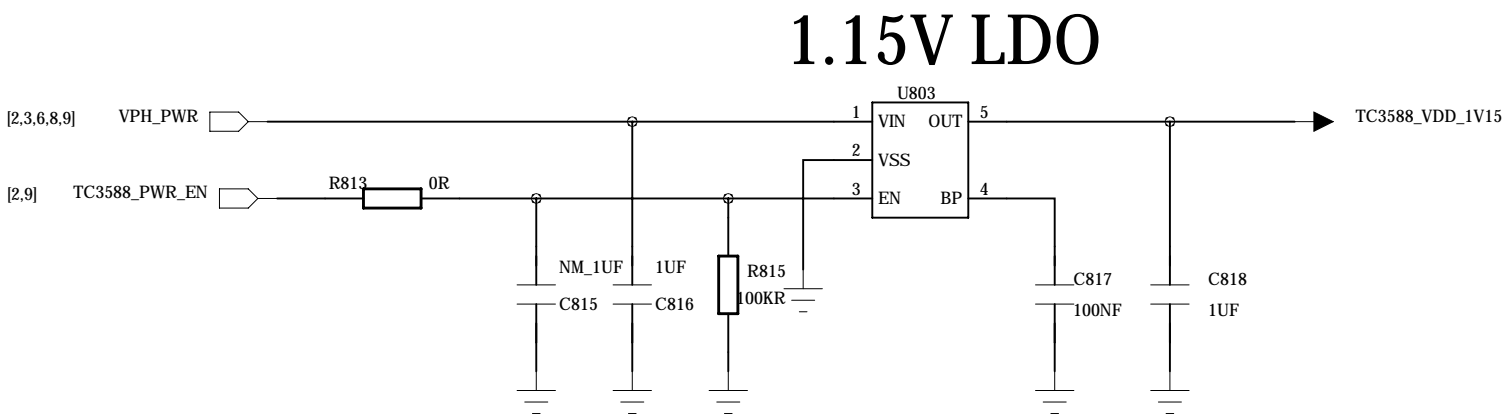 1.15V LDO
U803
[2,3,6,8,9] VPH_PWR 1 VIN OUT 5 TC3588_VDD_1V15
2 VSS
[2,9] TC3588_PWR_EN R813 0R 3 EN BP 4
NM_1UF 1UF R815 C817 C818
C815 C816 100KR 100NF 1UF